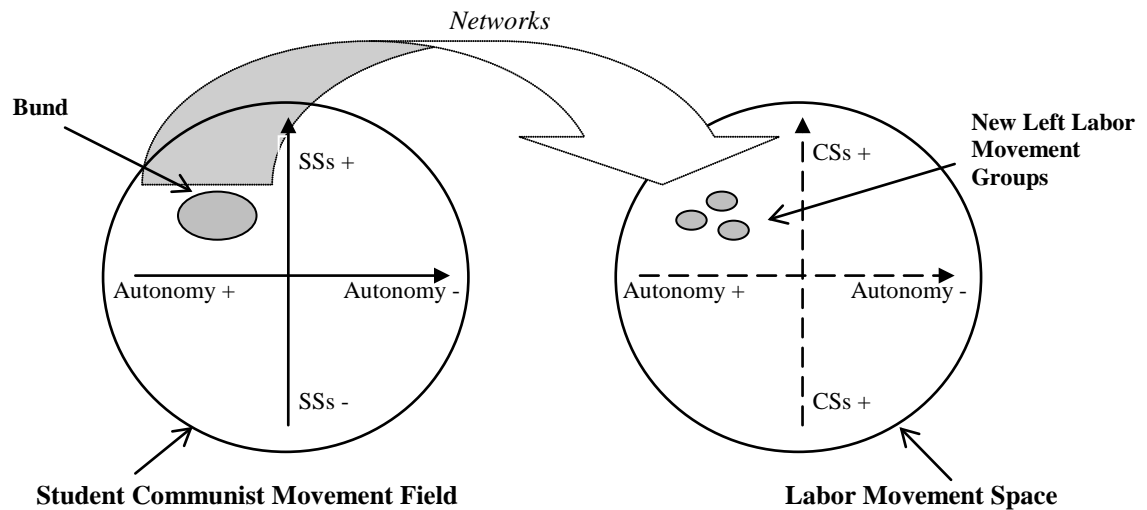 Networks
Bund
SSs +
Autonomy +
Autonomy -
SSs -
Student Communist Movement Field
New Left Labor
Movement
Groups
CSs +
Autonomy +
Autonomy -
CSs +
Labor Movement Space